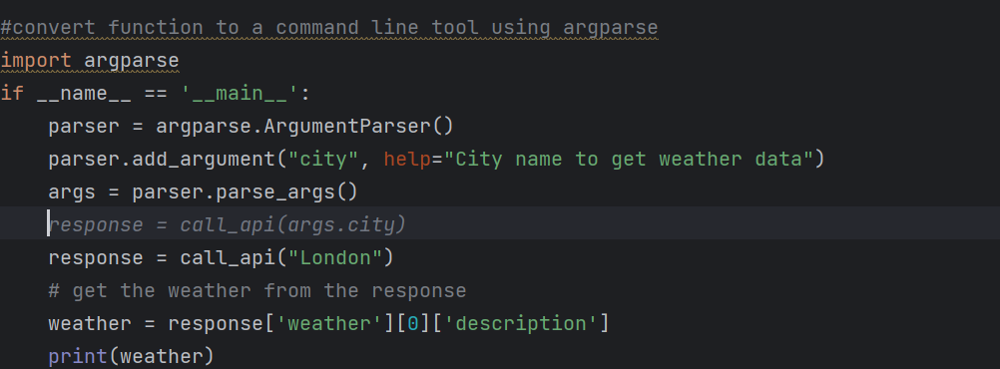 #convert function to a command line tool using argparse
import argparse
if __name__ == '__main__':
    parser = argparse.ArgumentParser()
    parser.add_argument("city", help="City name to get weather data")
    args = parser.parse_args()
    response = call_api(args.city)
    response = call_api("London")
    # get the weather from the response
    weather = response['weather'][0]['description']
    print(weather)